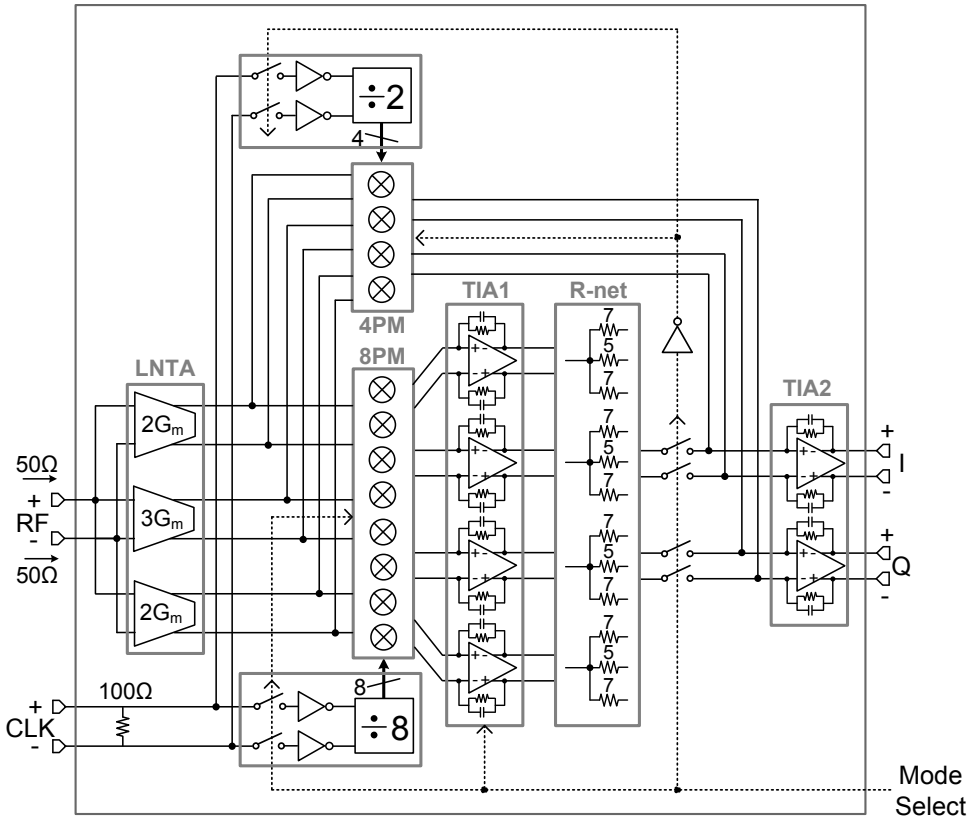 ÷2
4
4PM
8PM
TIA1
R-net
LNTA
TIA2
2Gm
3Gm
2Gm
50Ω
+
RF
-
50Ω
7
5
7
7
5
7
7
5
7
7
5
7
+ -
- +
+ -
- +
+ -
- +
+ -
- +
+ -
- +
+ -
- +
+
I
-
+
Q
-
8
÷8
100Ω
+
CLK
-
Mode
Select